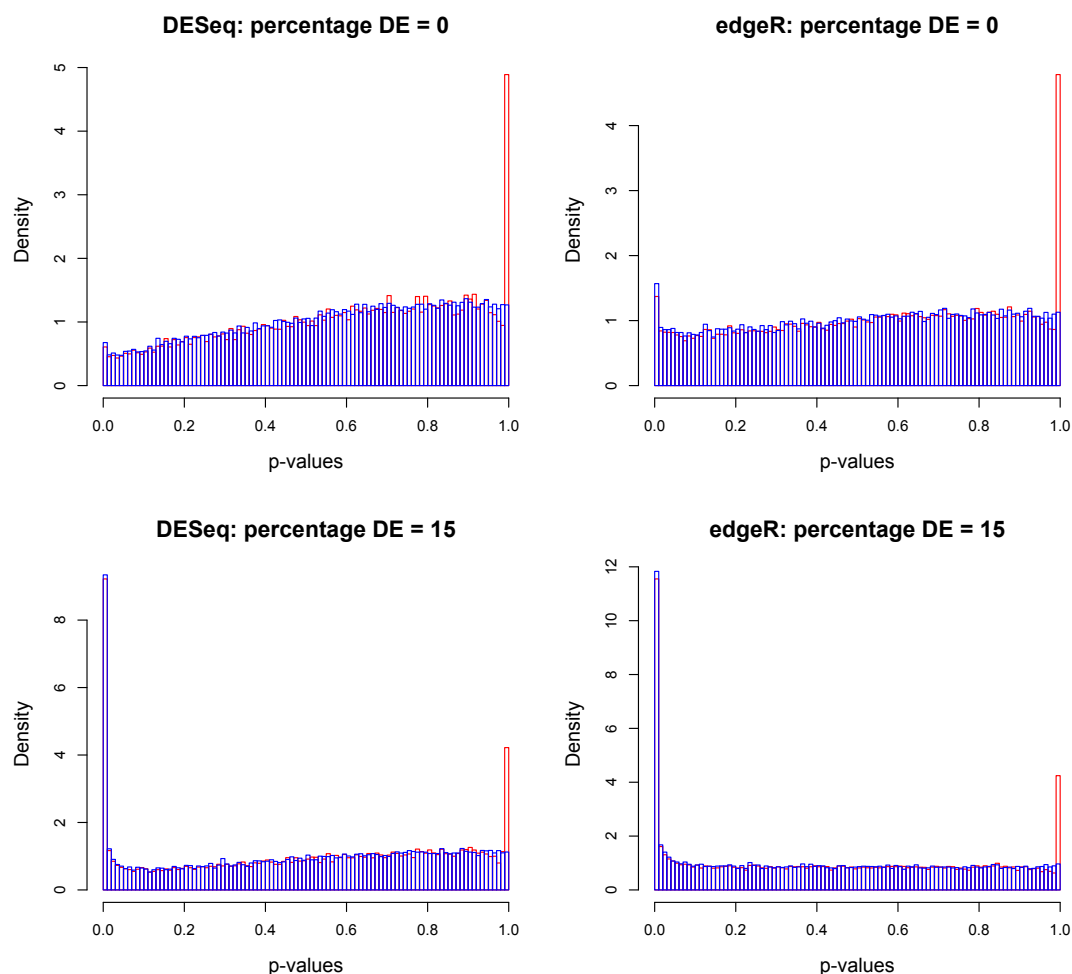 DESeq: percentage DE = 0
Density
0
1
2
3
4
5
0.0 0.2 0.4 0.6 0.8 1.0
p-values
edgeR: percentage DE = 0
Density
0
1
2
3
4
0.0 0.2 0.4 0.6 0.8 1.0
p-values
DESeq: percentage DE = 15
Density
0
2
4
6
8
0.0 0.2 0.4 0.6 0.8 1.0
p-values
edgeR: percentage DE = 15
Density
0
2
4
6
8
10
12
0.0 0.2 0.4 0.6 0.8 1.0
p-values